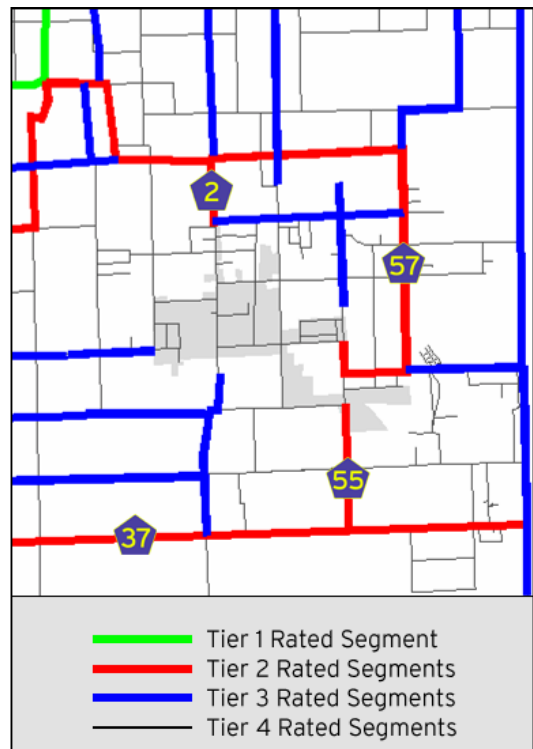 2
57
55
37
Tier 1 Rated Segment
Tier 2 Rated Segments
Tier 3 Rated Segments
Tier 4 Rated Segments